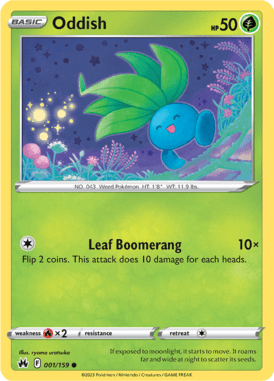 BASIC Oddish HP50
NO. 043 Weed Pokémon HT: 1'8" WT: 11.9 lbs.
Leaf Boomerang 10×
Flip 2 coins. This attack does 10 damage for each heads.
weakness ×2 resistance retreat
Illus. ryoma uratsuka
F 001/159
If exposed to moonlight, it starts to move. It roams
far and wide at night to scatter its seeds.
©2023 Pokémon / Nintendo / Creatures / GAME FREAK